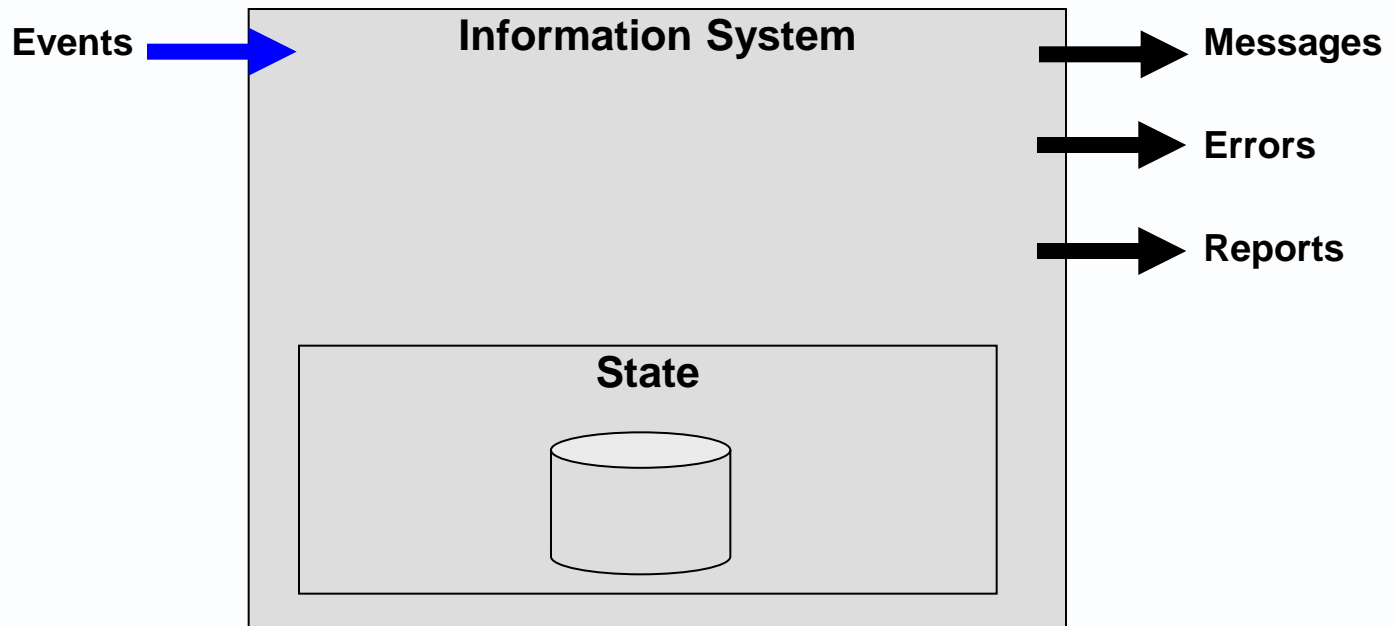 Information System
Events
Messages
Errors
Reports
State